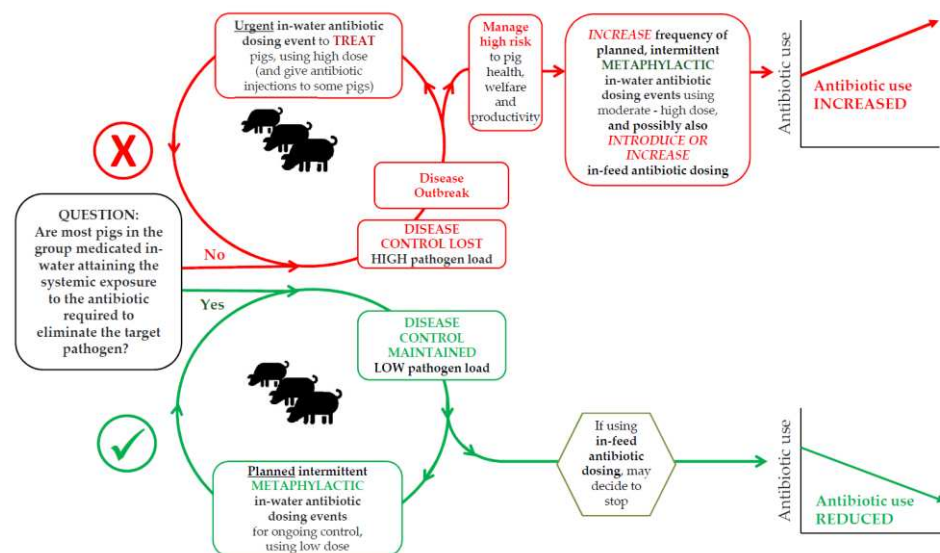 Urgent in-water antibiotic
dosing event to TREAT
pigs, using high dose
(and give antibiotic
injections to some pigs)
Manage
high risk
to pig
health,
welfare
and
productivity
INCREASE frequency of
planned, intermittent
METAPHYLACTIC
in-water antibiotic
dosing events using
moderate - high dose,
and possibly also
INTRODUCE OR
INCREASE
in-feed antibiotic dosing
Antibiotic use
Antibiotic use
INCREASED
X
Disease
Outbreak
DISEASE
CONTROL LOST
HIGH pathogen load
QUESTION:
Are most pigs in the
group medicated in-
water attaining the
systemic exposure
to the antibiotic
required to
eliminate the target
pathogen?
No
Yes
DISEASE
CONTROL
MAINTAINED
LOW pathogen load
Planned intermittent
METAPHYLACTIC
in-water antibiotic
dosing events
for ongoing control,
using low dose
If using
in-feed
antibiotic
dosing, may
decide to
stop
Antibiotic use
Antibiotic use
REDUCED